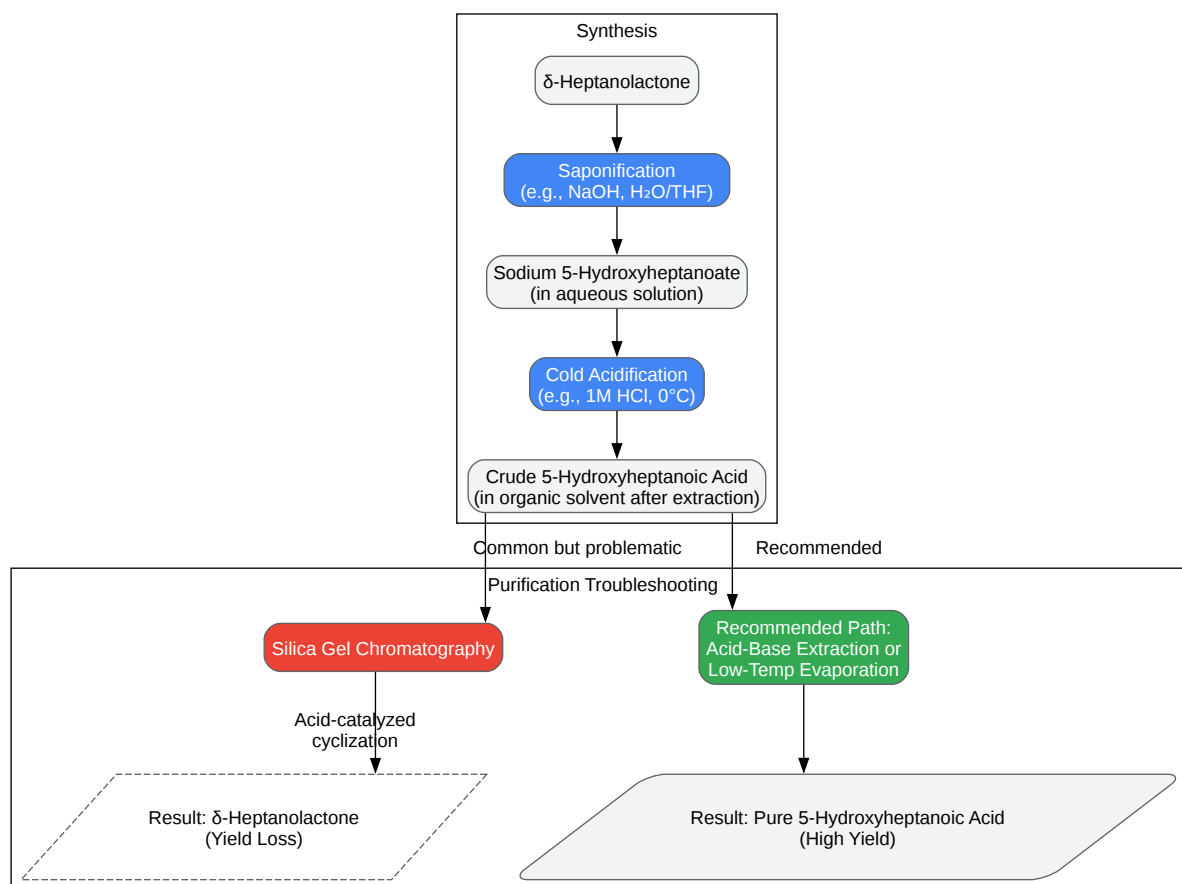 Synthesis
δ-Heptanolactone
Saponification
(e.g., NaOH, H₂O/THF)
Sodium 5-Hydroxyheptanoate
(in aqueous solution)
Cold Acidification
(e.g., 1M HCl, 0°C)
Crude 5-Hydroxyheptanoic Acid
(in organic solvent after extraction)
Common but problematic
Recommended
Purification Troubleshooting
Silica Gel Chromatography
Recommended Path:
Acid-Base Extraction or
Low-Temp Evaporation
Acid-catalyzed
cyclization
Result: δ-Heptanolactone
(Yield Loss)
Result: Pure 5-Hydroxyheptanoic Acid
(High Yield)